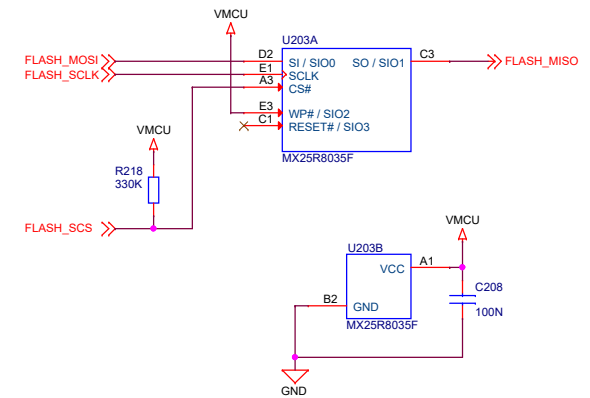 VMCU
U203A
FLASH_MOSI
D2
SI / SIO0
SO / SIO1
C3
FLASH_MISO
FLASH_SCLK
E1
SCLK
A3
CS#
E3
WP# / SIO2
C1
RESET# / SIO3
MX25R8035F
VMCU
R218
330K
FLASH_SCS
VMCU
U203B
VCC
A1
C208
100N
B2
GND
MX25R8035F
GND